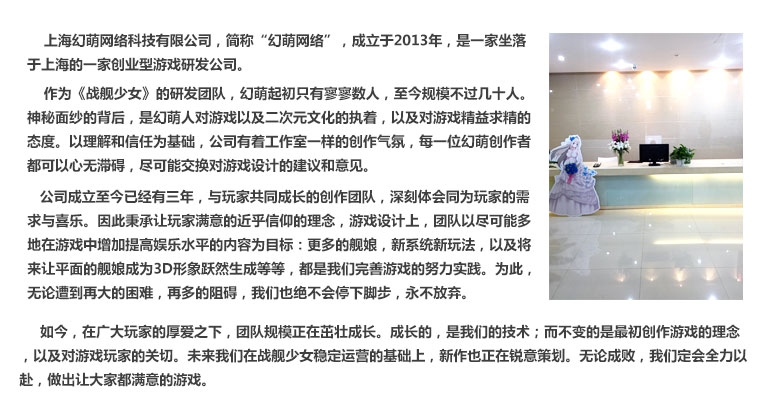 上海幻萌网络科技有限公司，简称“幻萌网络”，成立于2013年，是一家坐落
于上海的一家创业型游戏研发公司。
作为《战舰少女》的研发团队，幻萌起初只有寥寥数人，至今规模不过几十人。
神秘面纱的背后，是幻萌人对游戏以及二次元文化的执着，以及对游戏精益求精的
态度。以理解和信任为基础，公司有着工作室一样的创作气氛，每一位幻萌创作者
都可以心无滞碍，尽可能交换对游戏设计的建议和意见。
公司成立至今已经有三年，与玩家共同成长的创作团队，深刻体会同为玩家的需
求与喜乐。因此秉承让玩家满意的近乎信仰的理念，游戏设计上，团队以尽可能多
地在游戏中增加提高娱乐水平的内容为目标：更多的舰娘，新系统新玩法，以及将
来让平面的舰娘成为3D形象跃然生成等等，都是我们完善游戏的努力实践。为此，
无论遭到再大的困难，再多的阻碍，我们也绝不会停下脚步，永不放弃。
如今，在广大玩家的厚爱之下，团队规模正在茁壮成长。成长的，是我们的技术；而不变的是最初创作游戏的理念
，以及对游戏玩家的关切。未来我们在战舰少女稳定运营的基础上，新作也正在锐意策划。无论成败，我们定会全力以
赴，做出让大家都满意的游戏。